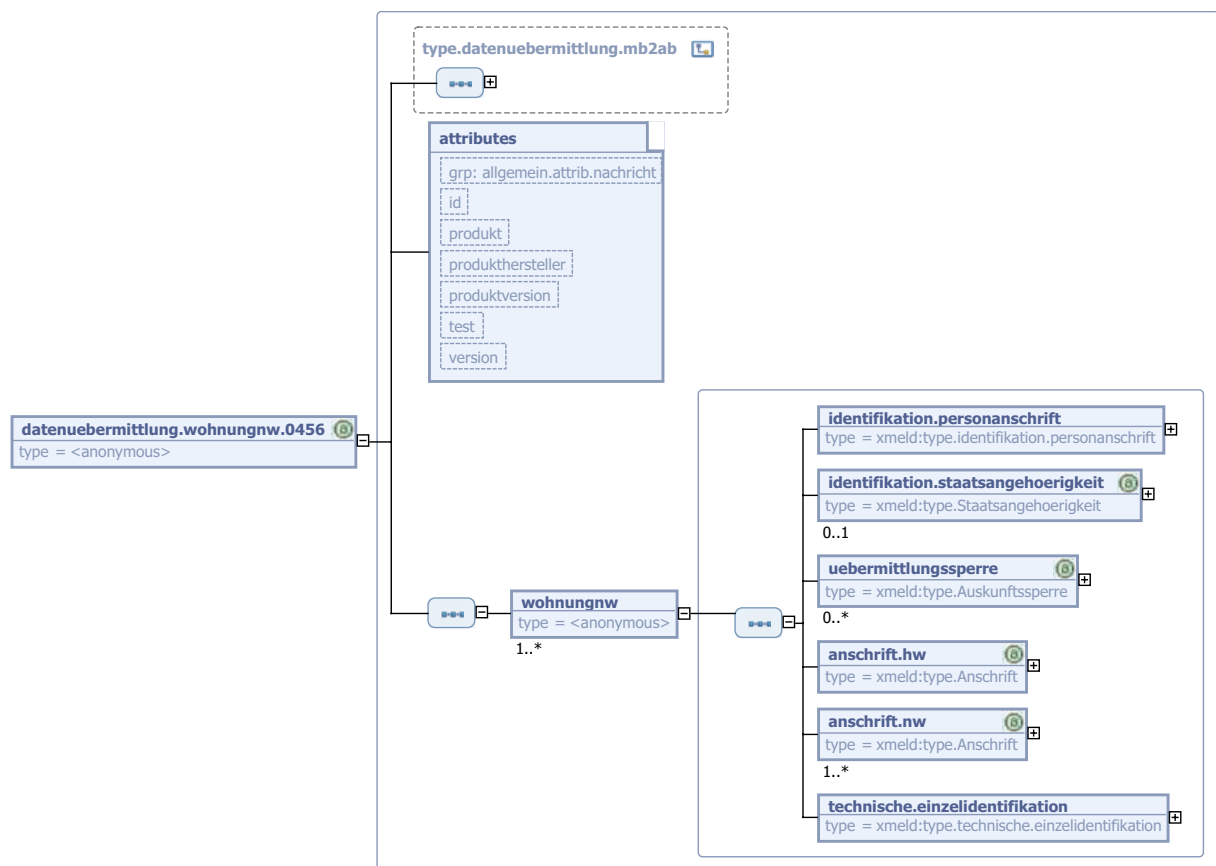 type.datenuebermittlung.mb2ab
attributes
grp: allgemein.attrib.nachricht
id
produkt
produkthersteller
produktversion
test
version
datenuebermittlung.wohnungnw.0456
type = <anonymous>
wohnungnw
type = <anonymous>
1..*
identifikation.personanschrift
type = xmeld:type.identifikation.personanschrift
identifikation.staatsangehoerigkeit
type = xmeld:type.Staatsangehoerigkeit
0..1
uebermittlungssperre
type = xmeld:type.Auskunftssperre
0..*
anschrift.hw
type = xmeld:type.Anschrift
anschrift.nw
type = xmeld:type.Anschrift
1..*
technische.einzelidentifikation
type = xmeld:type.technische.einzelidentifikation